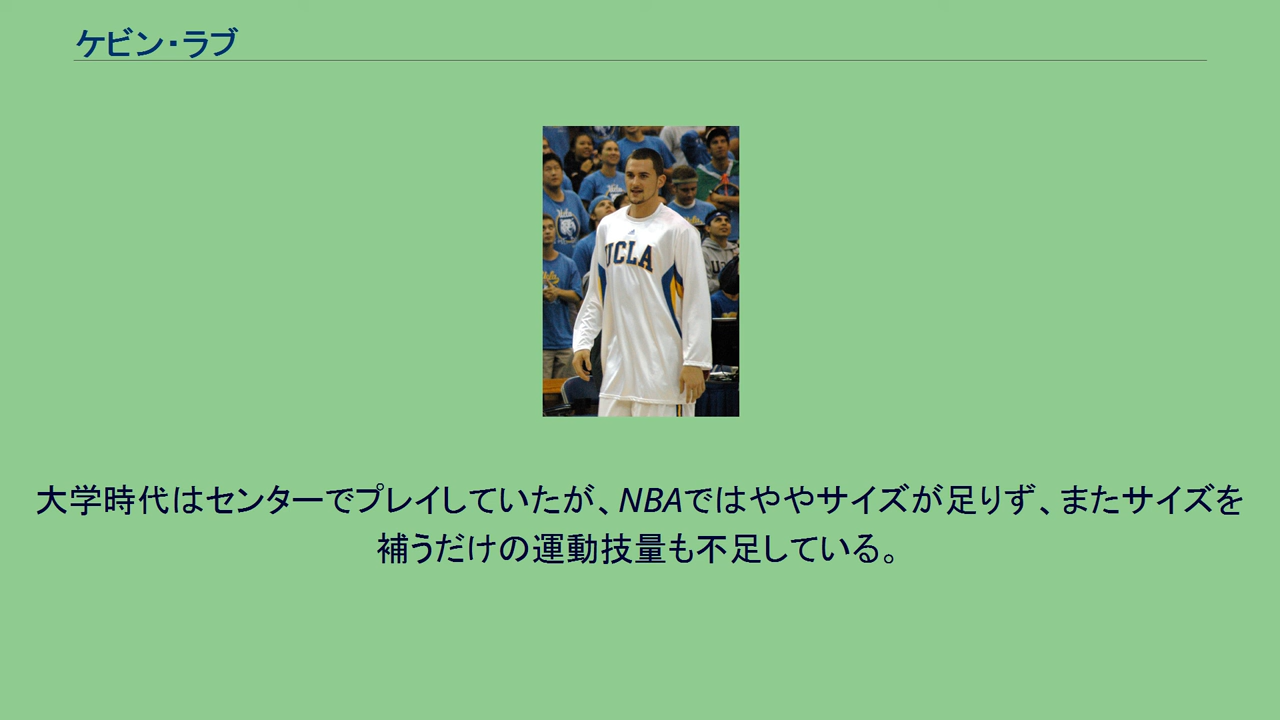 ケビン・ラブ
UCLA
大学時代はセンターでプレイしていたが、NBAではややサイズが足りず、またサイズを
補うだけの運動技量も不足している。